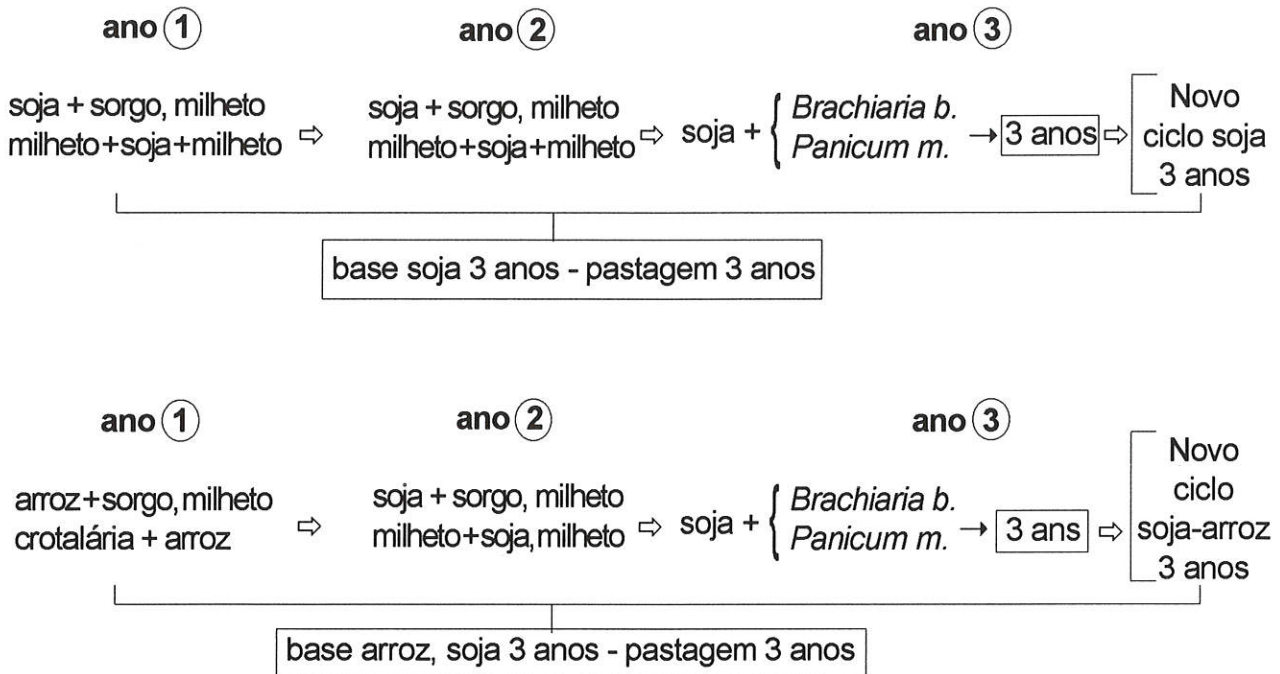 ano 1 ano 2 ano 3
soja + sorgo, milheto
milheto+soja+milheto
⇨
soja + sorgo, milheto
milheto+soja+milheto
⇨
soja + {
Brachiaria b.
Panicum m.
→ 3 anos ⇨
Novo
ciclo soja
3 anos
base soja 3 anos - pastagem 3 anos
ano 1 ano 2 ano 3
arroz+sorgo,milheto
crotalária + arroz
⇨
soja + sorgo, milheto
milheto+soja,milheto
⇨
soja + {
Brachiaria b.
Panicum m.
→ 3 ans ⇨
Novo
ciclo
soja-arroz
3 anos
base arroz, soja 3 anos - pastagem 3 anos